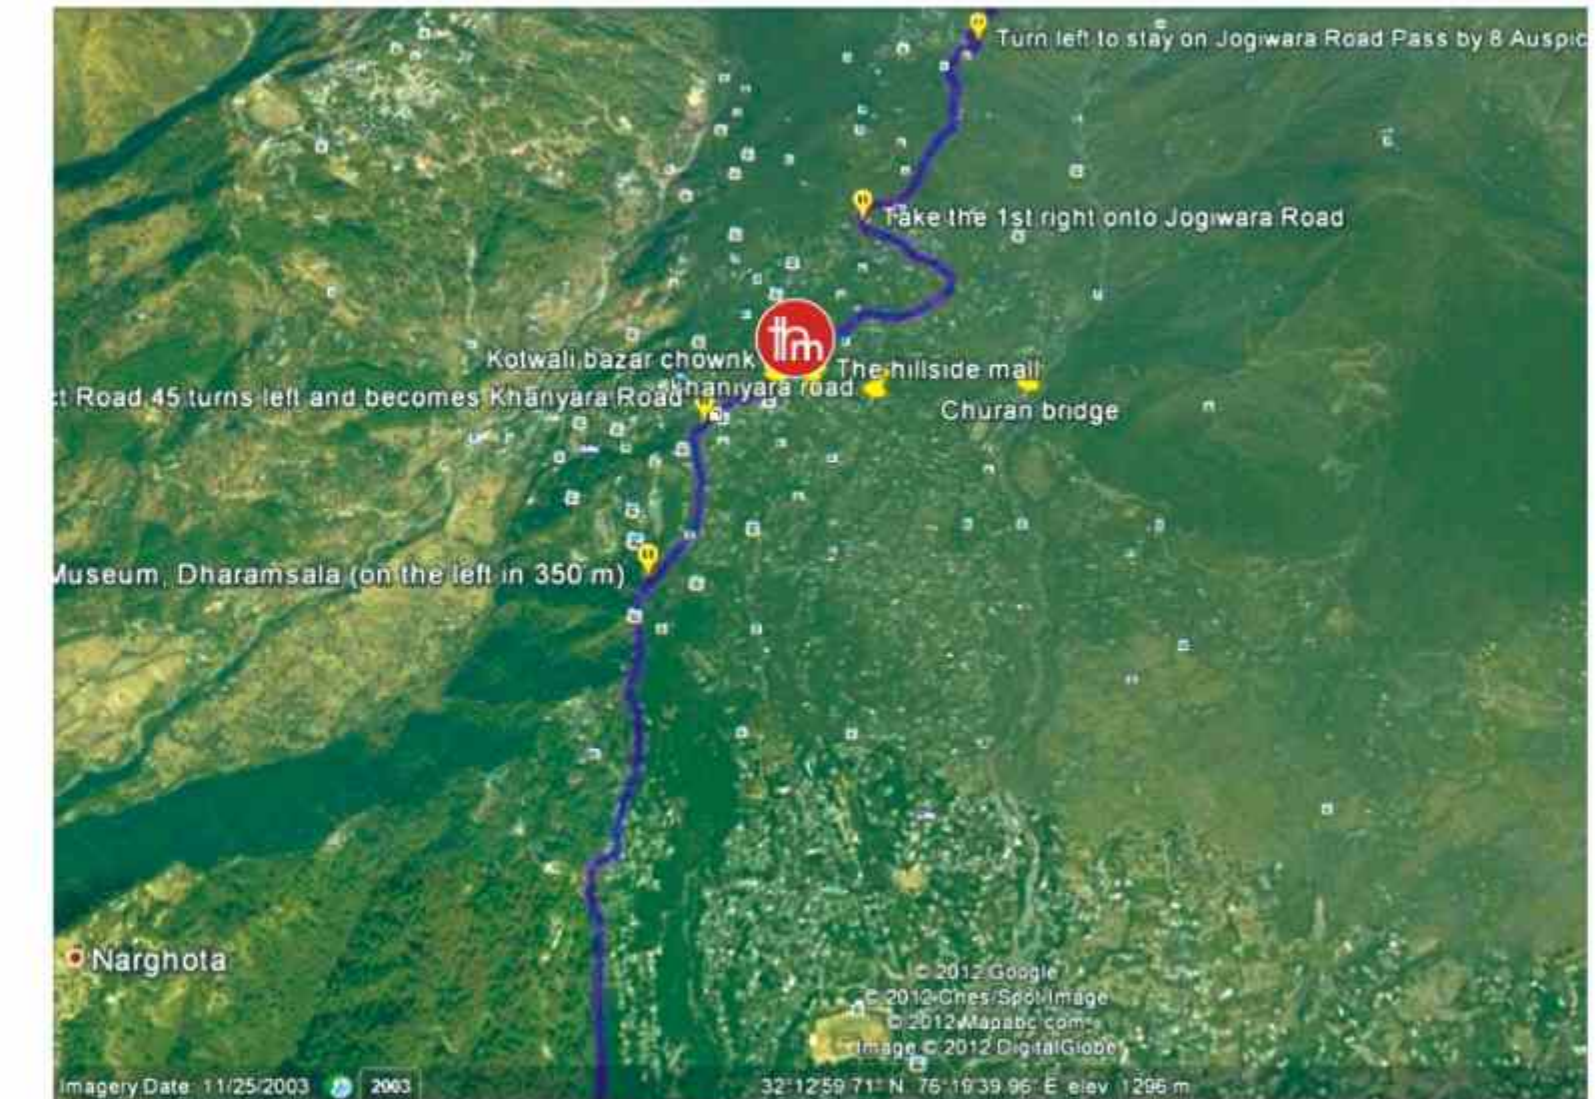 Turn left to stay on Jogiwara Road Pass by 8 Auspic
Take the 1st right onto Jogiwara Road
thm
Kotwali bazar chownk
The hillside mall
khaniyara road
ct Road 45 turns left and becomes Khanyara Road
Churan bridge
Museum, Dharamsala (on the left in 350 m)
Narghota
© 2012 Google
© 2012 Cnes/Spot Image
© 2012 Mapabc.com
Image © 2012 DigitalGlobe
Imagery Date 11/25/2003
2003
32°12'59.71" N 76°19'39.96" E elev 1296 m